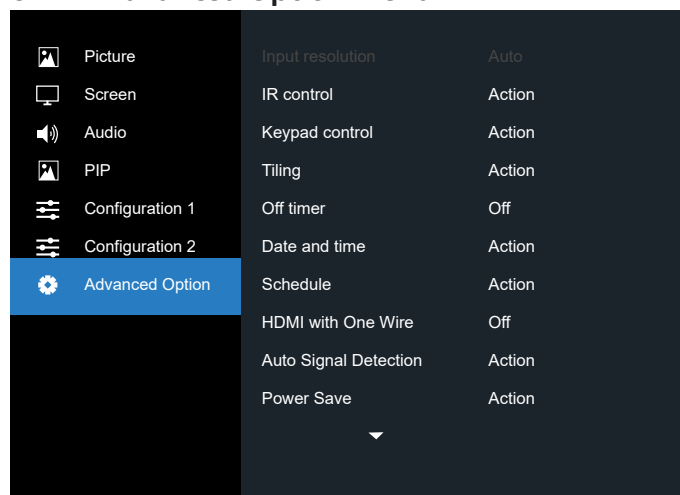 Picture
Screen
Audio
PIP
Configuration 1
Configuration 2
Advanced Option
Input resolution Auto
IR control Action
Keypad control Action
Tiling Action
Off timer Off
Date and time Action
Schedule Action
HDMI with One Wire Off
Auto Signal Detection Action
Power Save Action